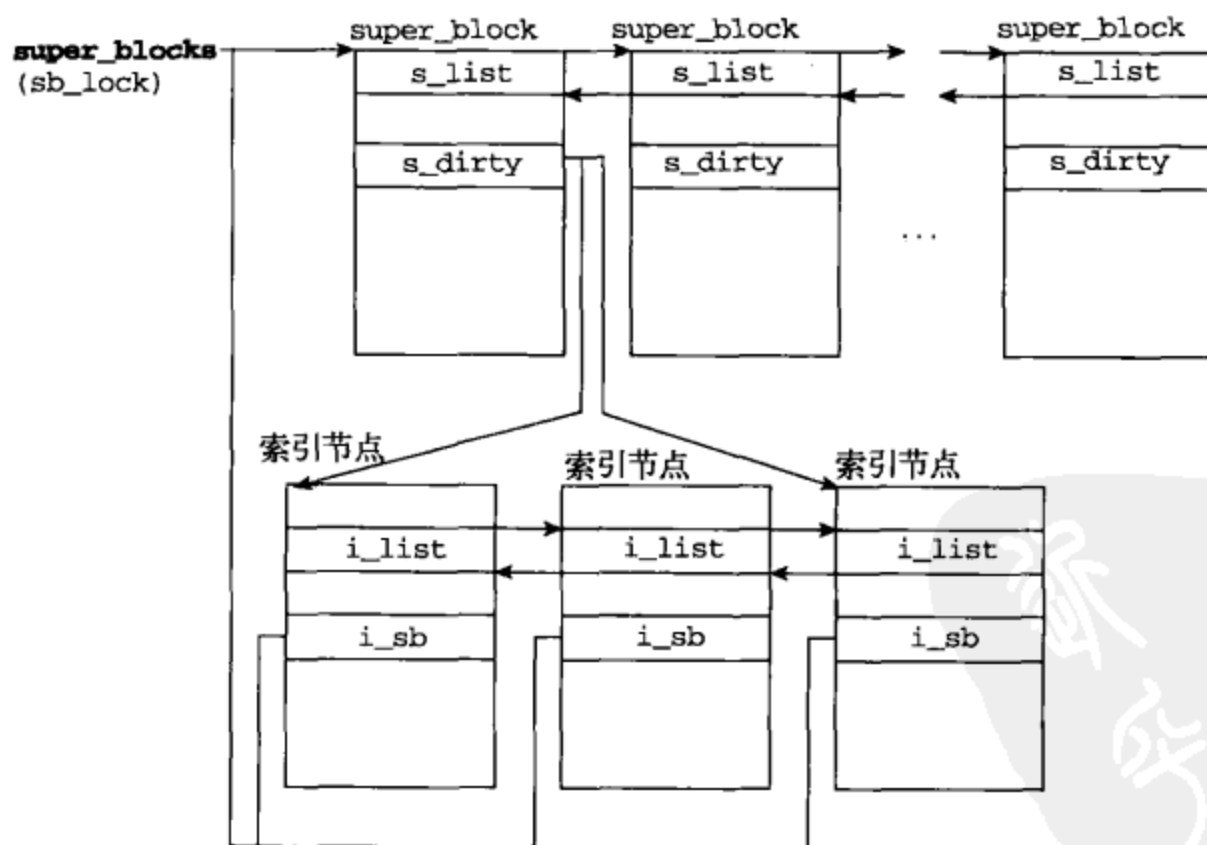 super_block
super_block
super_block
super_blocks
(sb_lock)
s_list
s_list
s_list
s_dirty
s_dirty
s_dirty
...
索引节点
索引节点
索引节点
i_list
i_list
i_list
i_sb
i_sb
i_sb